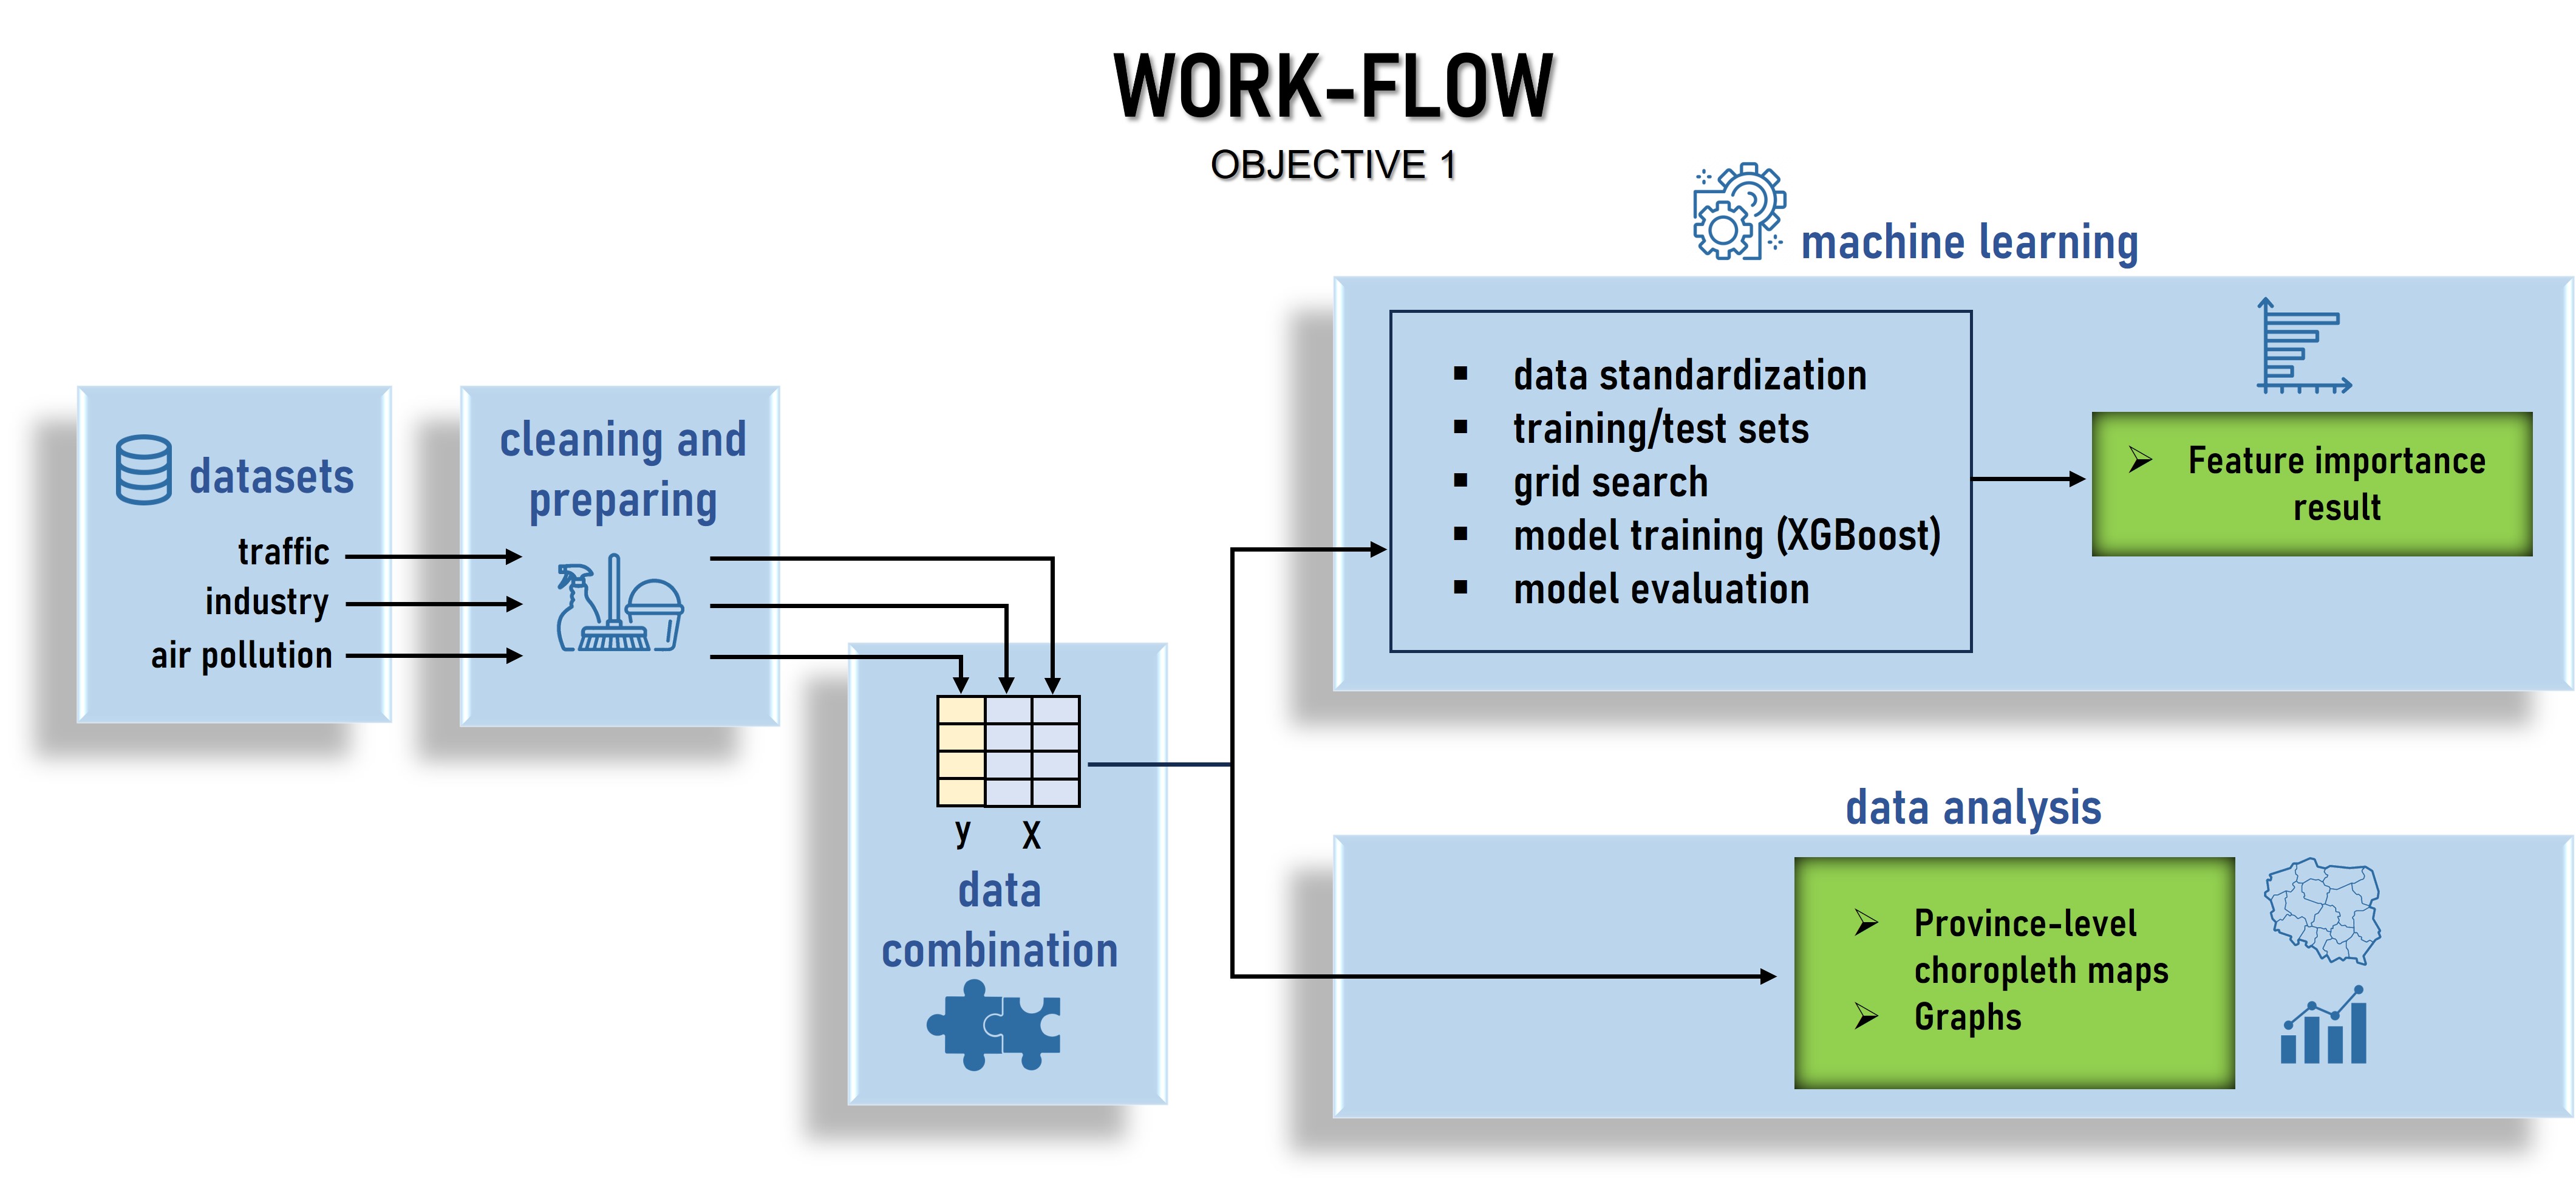 WORK-FLOW
OBJECTIVE 1
datasets
traffic
industry
air pollution
cleaning and
preparing
y X
data
combination
machine learning
data standardization
training/test sets
grid search
model training (XGBoost)
model evaluation
Feature importance
result
data analysis
Province-level
choropleth maps
Graphs